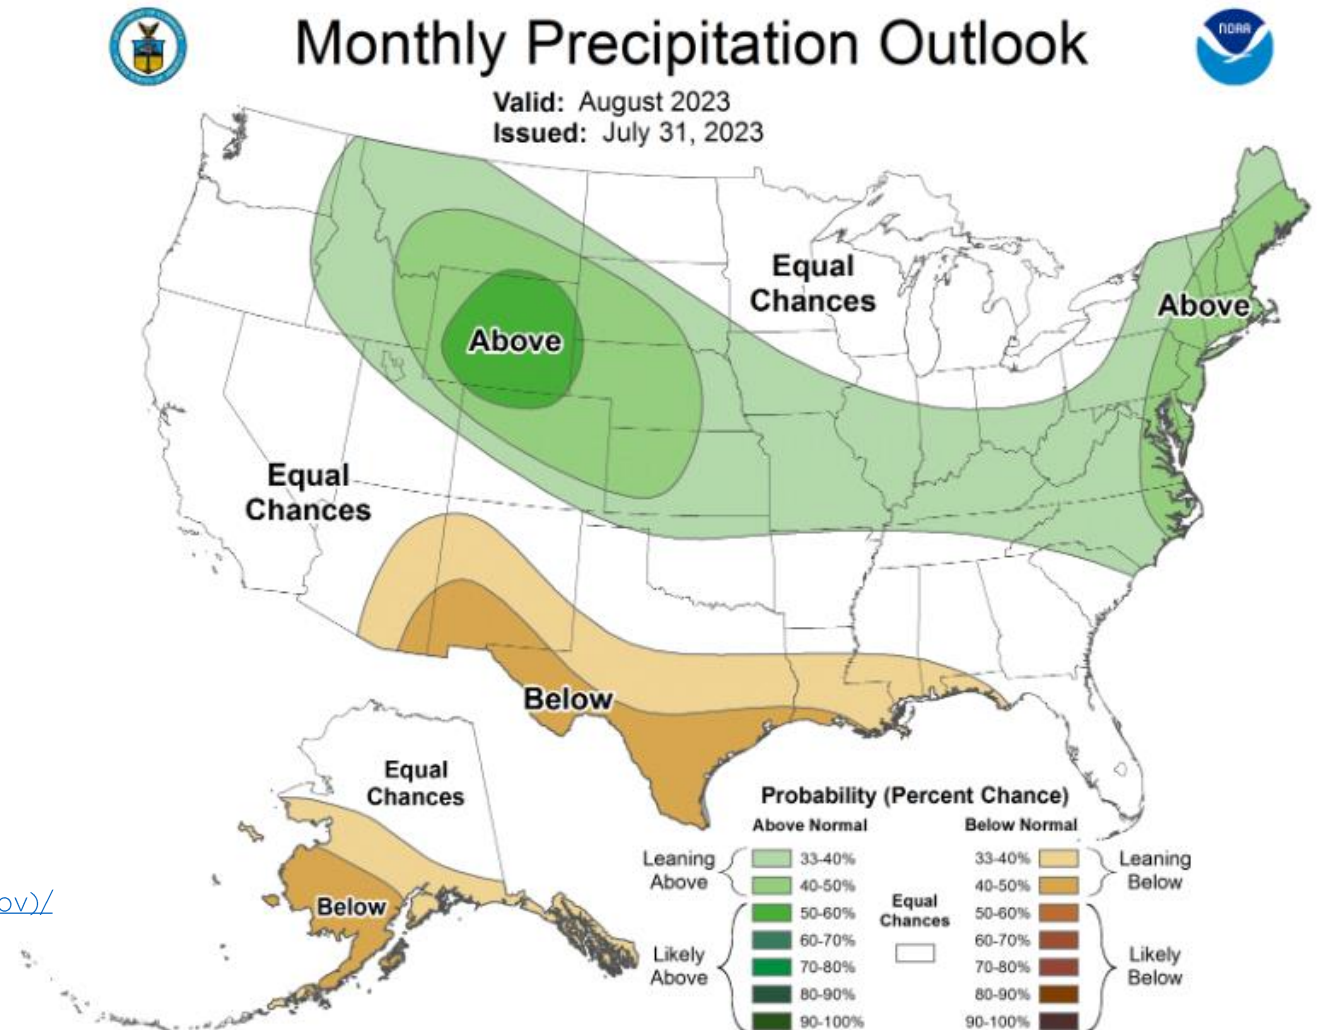 Monthly Precipitation Outlook
NOAA
Valid: August 2023
Issued: July 31, 2023
Equal
Chances
Above
Above
Equal
Chances
Below
Equal
Chances
Below
ov)/
Probability (Percent Chance)
Above Normal
Below Normal
Leaning
Above
33-40%
40-50%
Likely
Above
50-60%
60-70%
70-80%
80-90%
90-100%
Equal
Chances
33-40%
40-50%
Leaning
Below
50-60%
60-70%
70-80%
80-90%
90-100%
Likely
Below